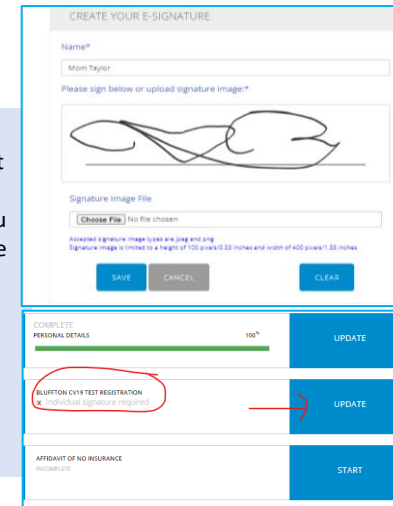 CREATE YOUR E-SIGNATURE
Name*
Mom Taylor
Please sign below or upload signature image:*
Signature Image File
Choose File No file chosen
Accepted signature image types are jpeg and png
Signature image is limited to a height of 100 pixels/0.33 inches and width of 400 pixels/1.33 inches
SAVE CANCEL CLEAR
COMPLETE
PERSONAL DETAILS 100% UPDATE
BLUFFTON CV19 TEST REGISTRATION
x Individual signature required UPDATE
AFFIDAVIT OF NO INSURANCE
INCOMPLETE START